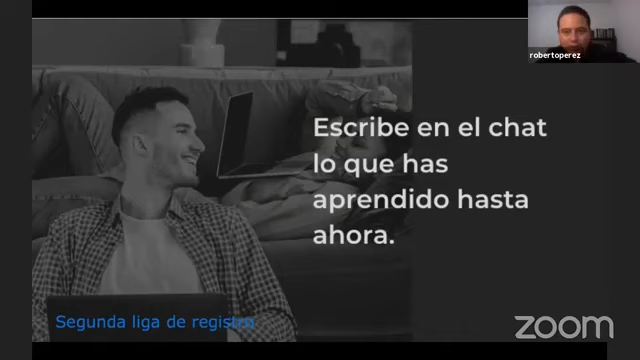 robertoperez
Escribe en el chat
lo que has
aprendido hasta
ahora.
Segunda liga de registro
zoom